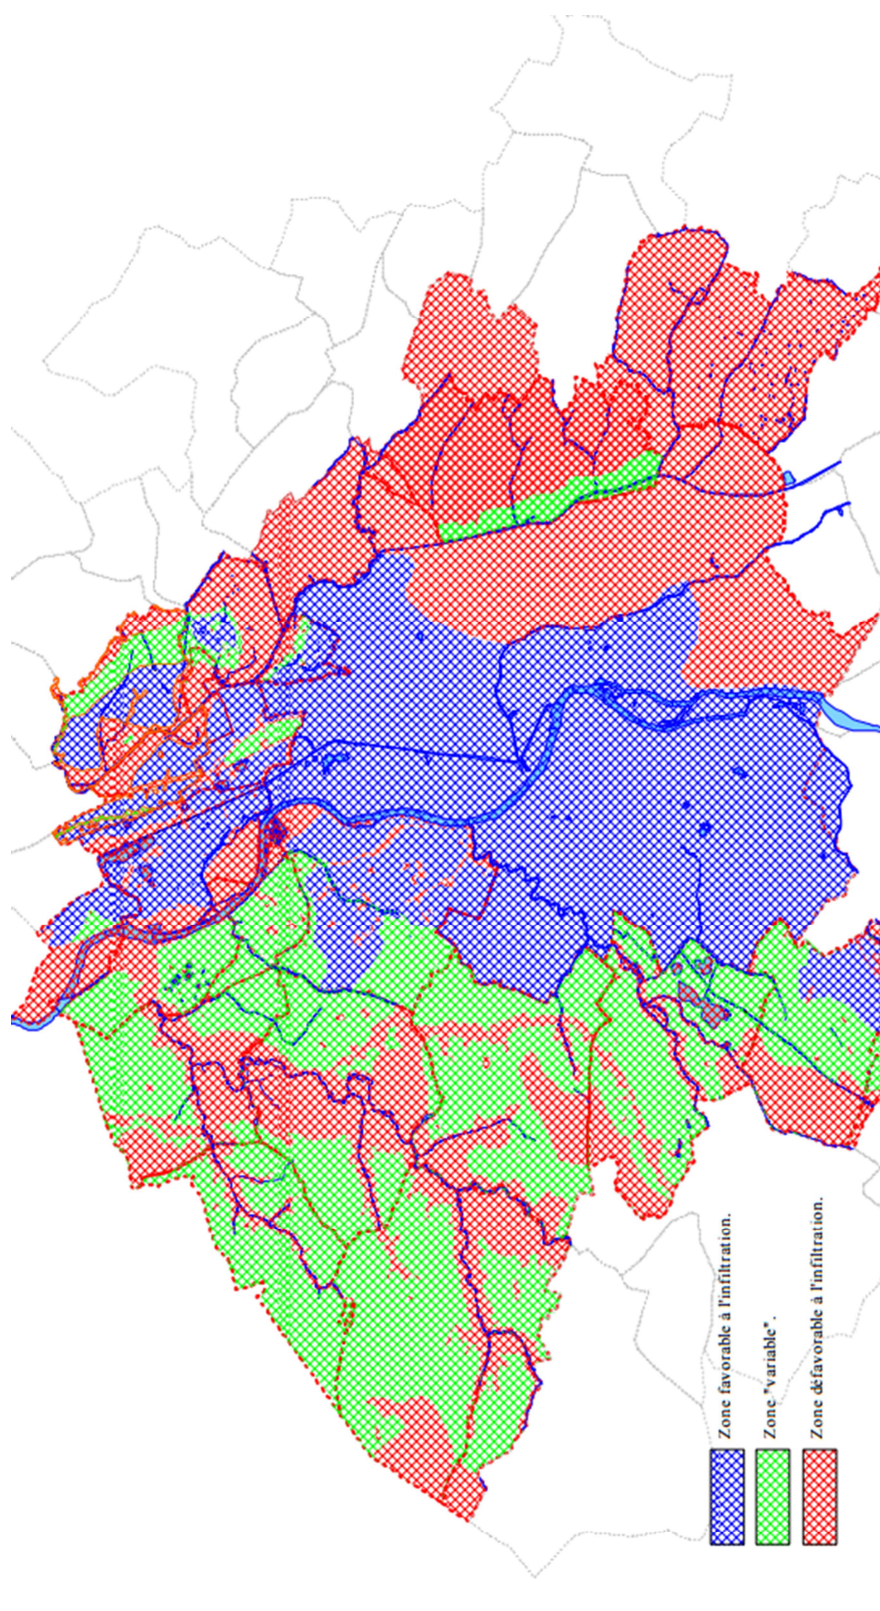 Zone favorable à l'infiltration.
Zone "variable".
Zone défavorable à l'infiltration.